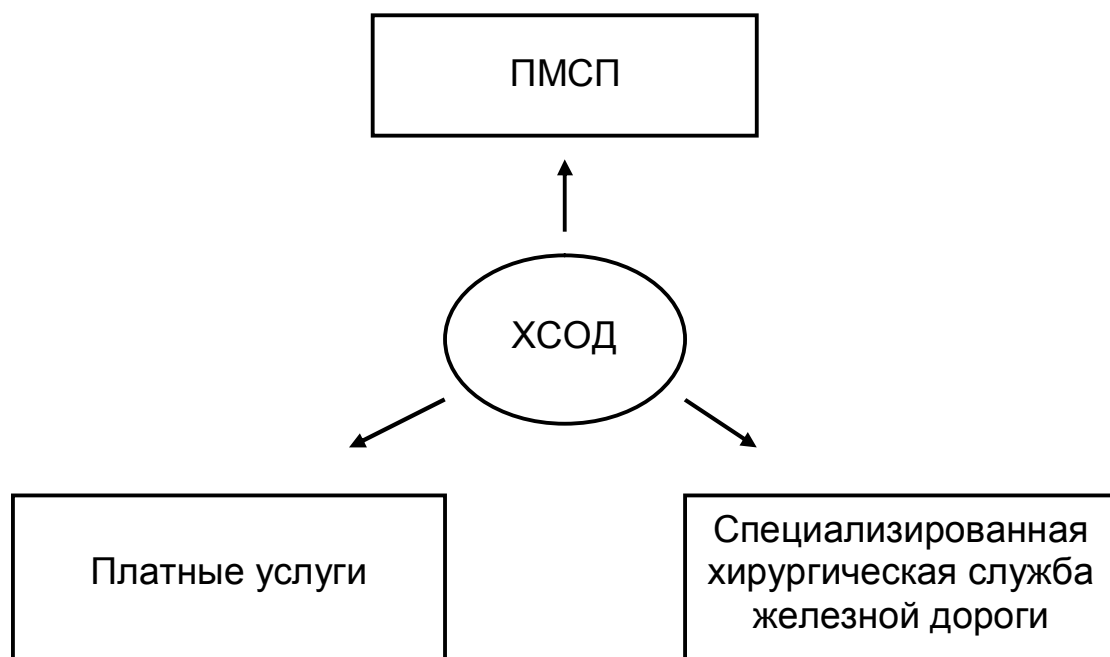 ПМСП
ХСОД
Платные услуги
Специализированная
хирургическая служба
железной дороги